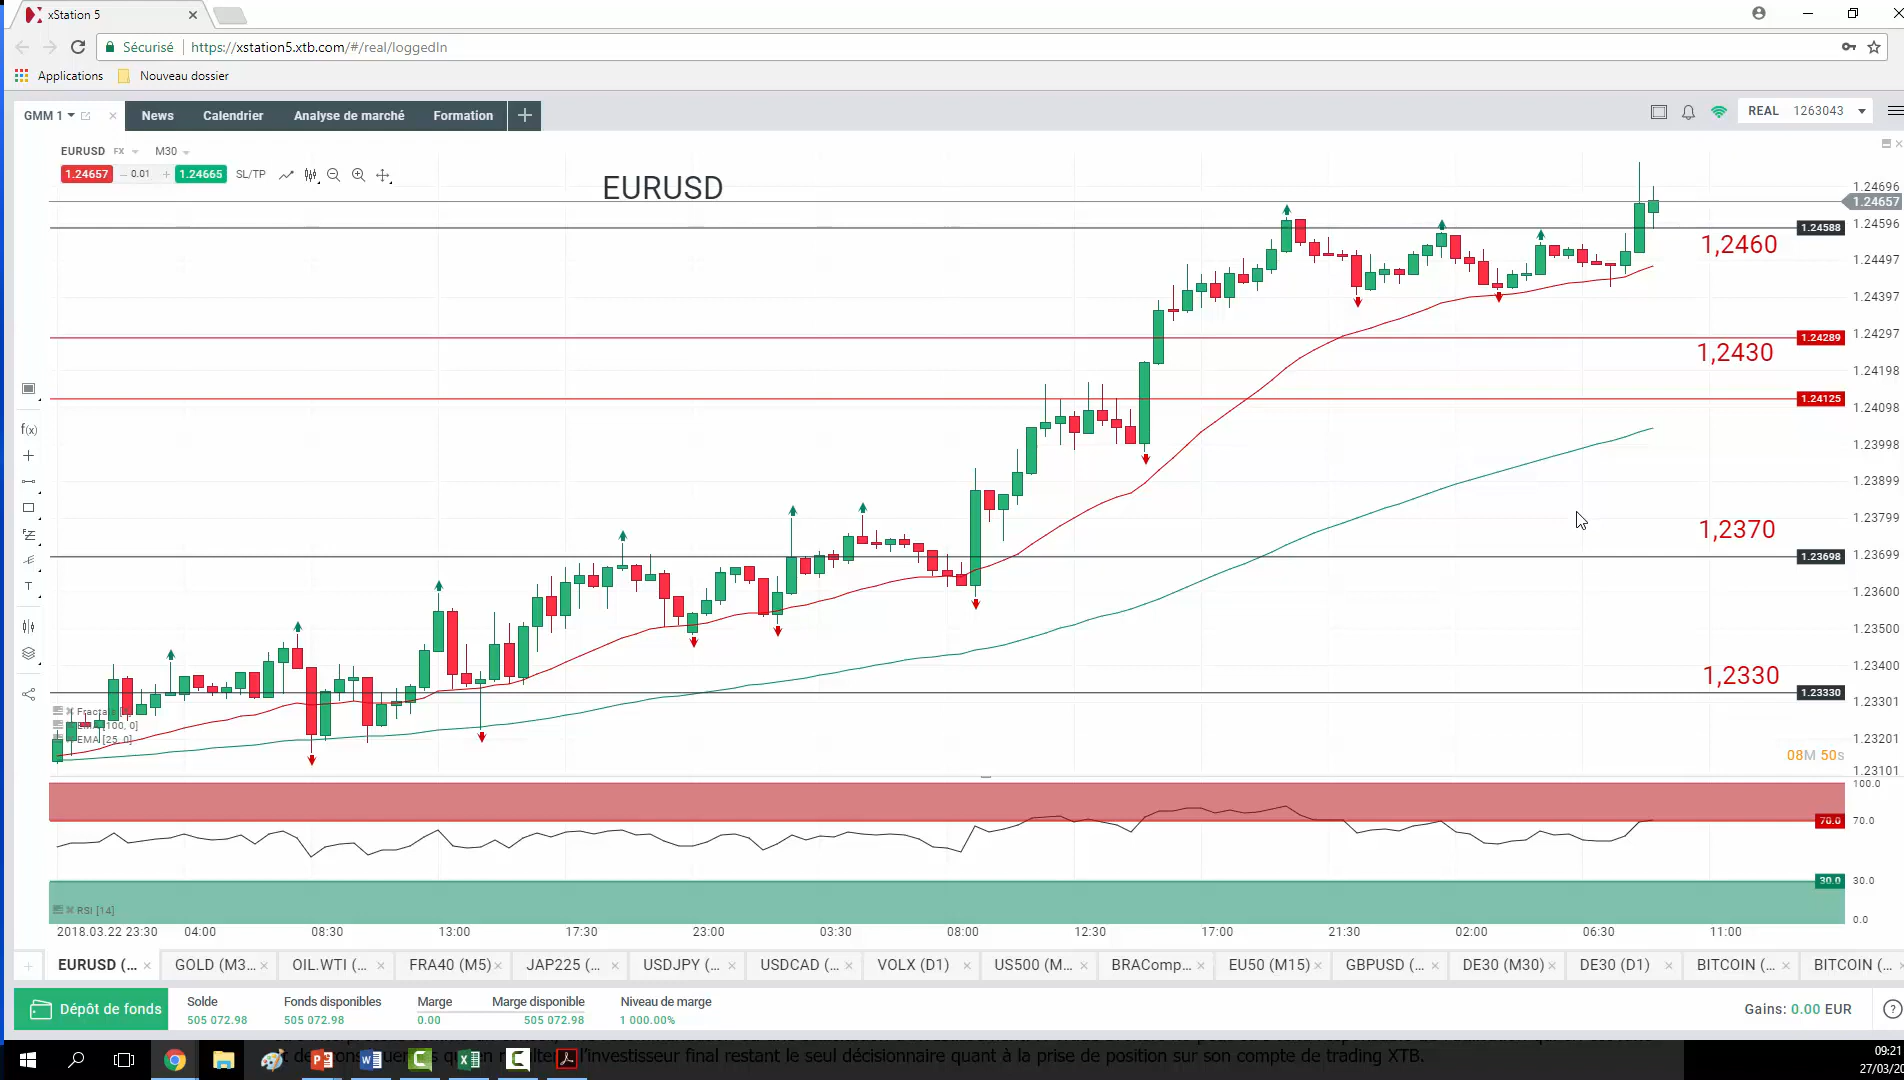 xStation 5
Sécurisé https://xstation5.xtb.com/#/real/loggedIn
Applications Nouveau dossier
GMM 1 News Calendrier Analyse de marché Formation REAL 1263043
EURUSD FX M30
1.24657 0.01 1.24665 SL/TP
EURUSD
1.24696
1.24657
1.24596
1.24588
1,2460
1.24497
1.24397
1.24297
1.24289
1,2430
1.24198
1.24125
1.24098
1.23998
1.23899
1.23799
1,2370
1.23699
1.23698
1.23600
1.23500
1.23400
1,2330
1.23330
1.23301
EMA [25, 0]
1.23201
08M 50s
1.23101
100.0
70.0 70.0
30.0 30.0
RSI [14]
0.0
2018.03.22 23:30 04:00 08:30 13:00 17:30 23:00 03:30 08:00 12:30 17:00 21:30 02:00 06:30 11:00
EURUSD (... GOLD (M3... OIL.WTI (... FRA40 (M5) JAP225 (... USDJPY (... USDCAD (... VOLX (D1) US500 (M... BRAComp... EU50 (M15) GBPUSD (... DE30 (M30) DE30 (D1) BITCOIN (... BITCOIN (...
Dépôt de fonds Solde Fonds disponibles Marge Marge disponible Niveau de marge Gains: 0.00 EUR
505 072.98 505 072.98 0.00 505 072.98 1 000.00%
l'investisseur final restant le seul décisionnaire quant à la prise de position sur son compte de trading XTB.
09:21
27/03/20